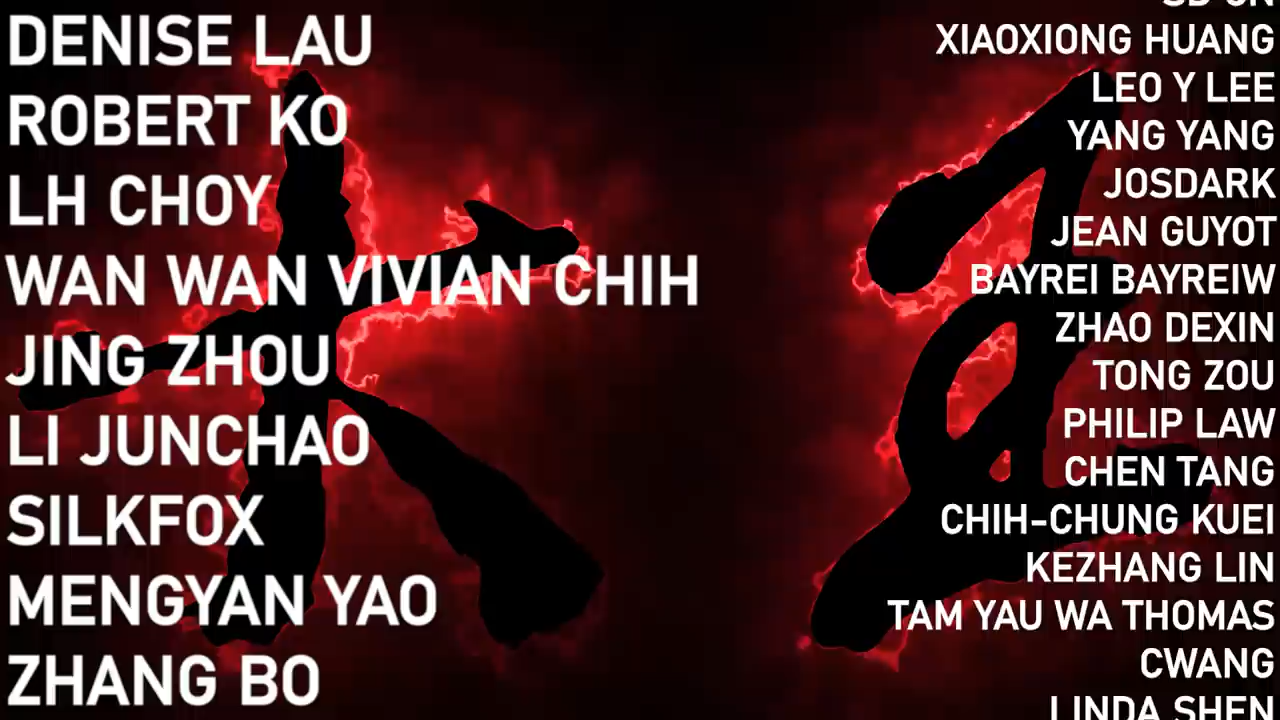 DENISE LAU
ROBERT KO
LH CHOY
WAN WAN VIVIAN CHIH
JING ZHOU
LI JUNCHAO
SILKFOX
MENGYAN YAO
ZHANG BO
XIAOXIONG HUANG
LEO Y LEE
YANG YANG
JOSDARK
JEAN GUYOT
BAYREI BAYREIW
ZHAO DEXIN
TONG ZOU
PHILIP LAW
CHEN TANG
CHIH-CHUNG KUEI
KEZHANG LIN
TAM YAU WA THOMAS
CWANG
LINDA SHEN